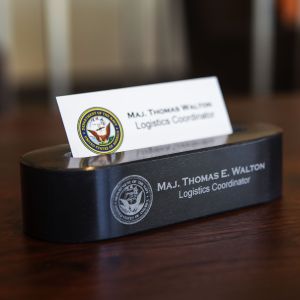 Maj. Thomas Walton
Logistics Coordinator
Maj. Thomas E. Walton
Logistics Coordinator